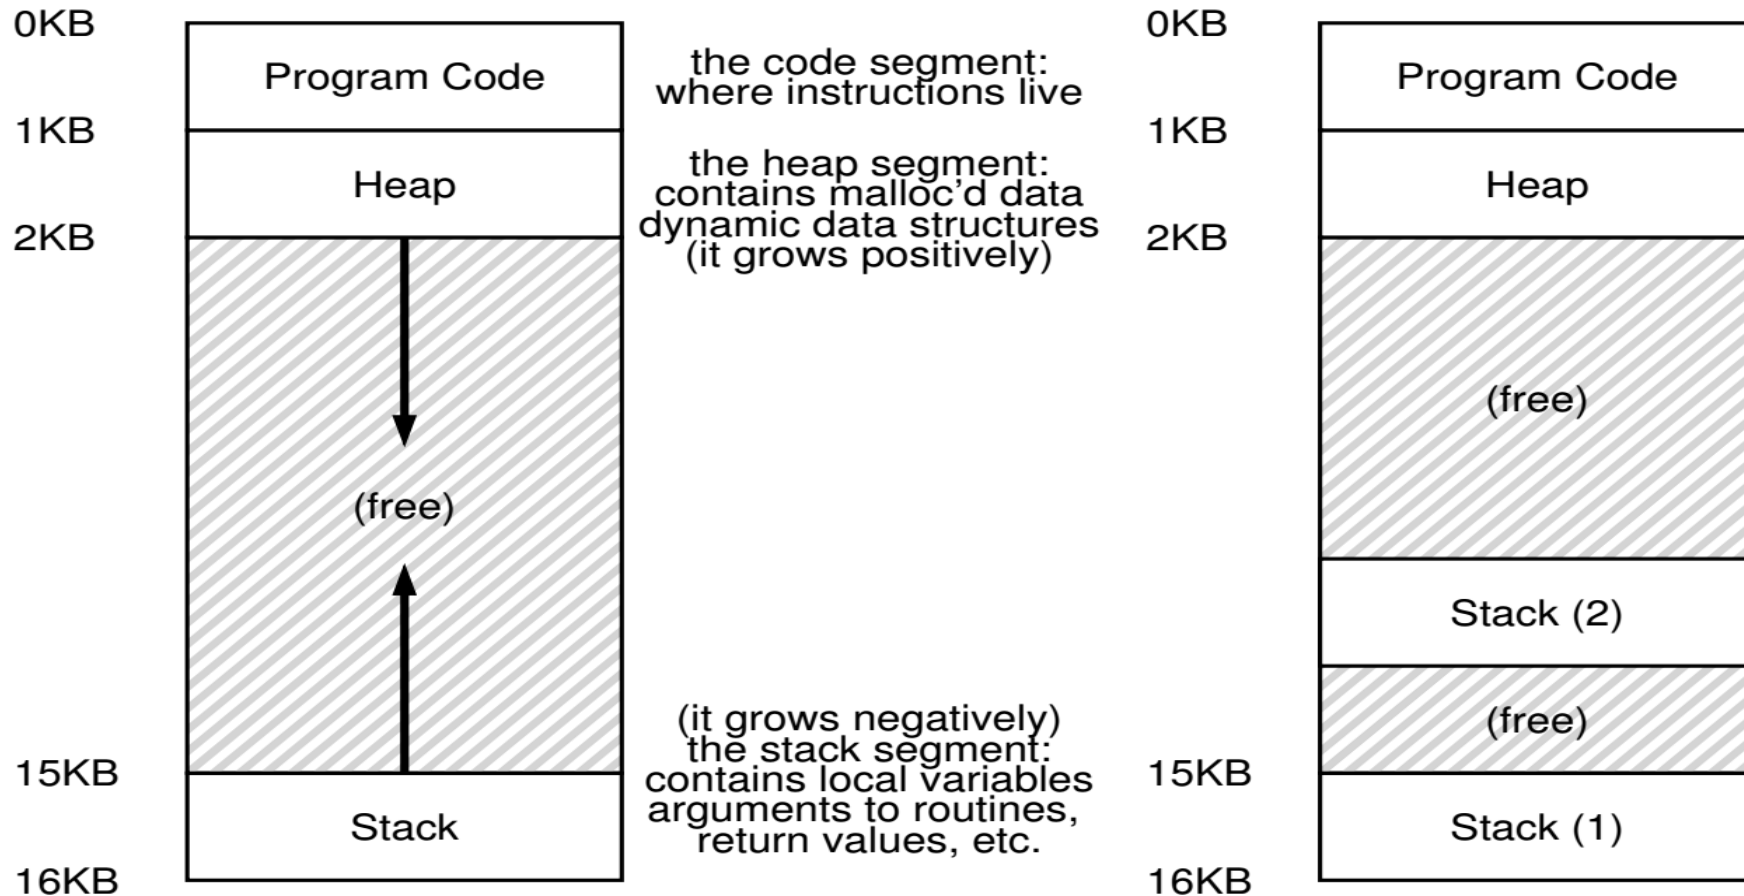 0KB
Program Code
the code segment:
where instructions live
1KB
Heap
the heap segment:
contains malloc'd data
dynamic data structures
(it grows positively)
2KB
(free)
(it grows negatively)
the stack segment:
contains local variables
arguments to routines,
return values, etc.
15KB
Stack
16KB
0KB
Program Code
1KB
Heap
2KB
(free)
Stack (2)
(free)
15KB
Stack (1)
16KB